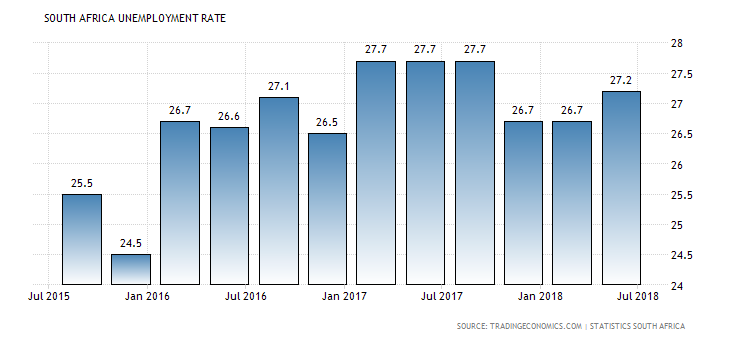 SOUTH AFRICA UNEMPLOYMENT RATE
25.5 24.5 26.7 26.6 27.1 26.5 27.7 27.7 27.7 26.7 26.7 27.2
28
27.5
27
26.5
26
25.5
25
24.5
24
Jul 2015 Jan 2016 Jul 2016 Jan 2017 Jul 2017 Jan 2018 Jul 2018
SOURCE: TRADINGECONOMICS.COM | STATISTICS SOUTH AFRICA